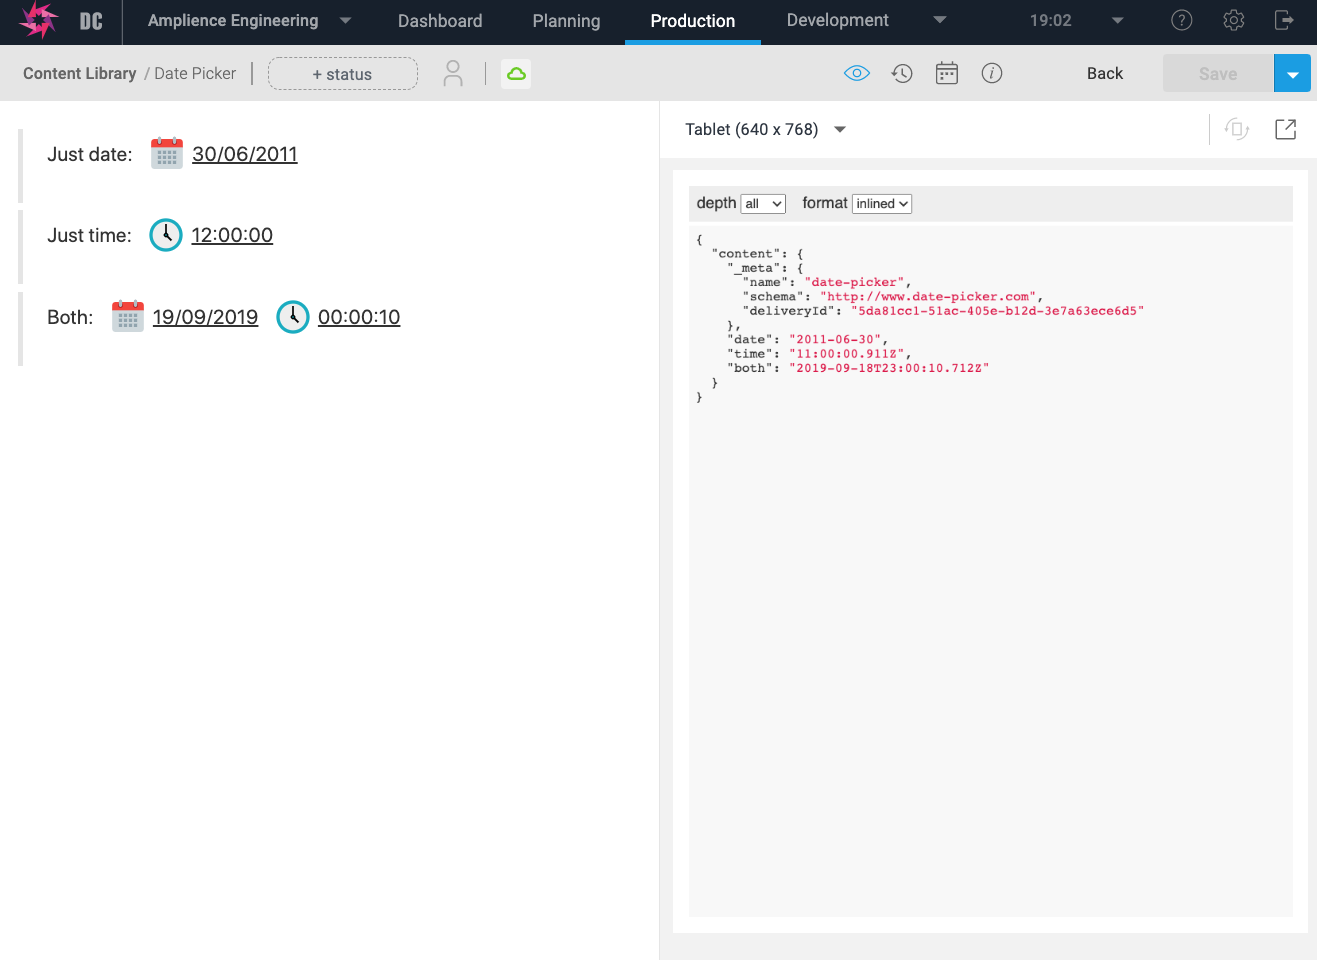 DC Amplience Engineering Dashboard Planning Production Development 19:02
Content Library / Date Picker + status Back Save
Tablet (640 x 768)
Just date: 30/06/2011
Just time: 12:00:00
Both: 19/09/2019 00:00:10
depth all format inlined
{
"content": {
"_meta": {
"name": "date-picker",
"schema": "http://www.date-picker.com",
"deliveryId": "5da81cc1-51ac-405e-b12d-3e7a63ece6d5"
},
"date": "2011-06-30",
"time": "11:00:00.911Z",
"both": "2019-09-18T23:00:10.712Z"
}
}